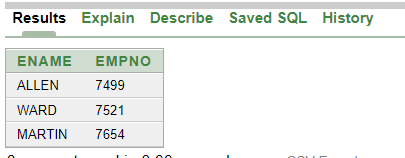 Results Explain Describe Saved SQL History
ENAME EMPNO
ALLEN 7499
WARD 7521
MARTIN 7654